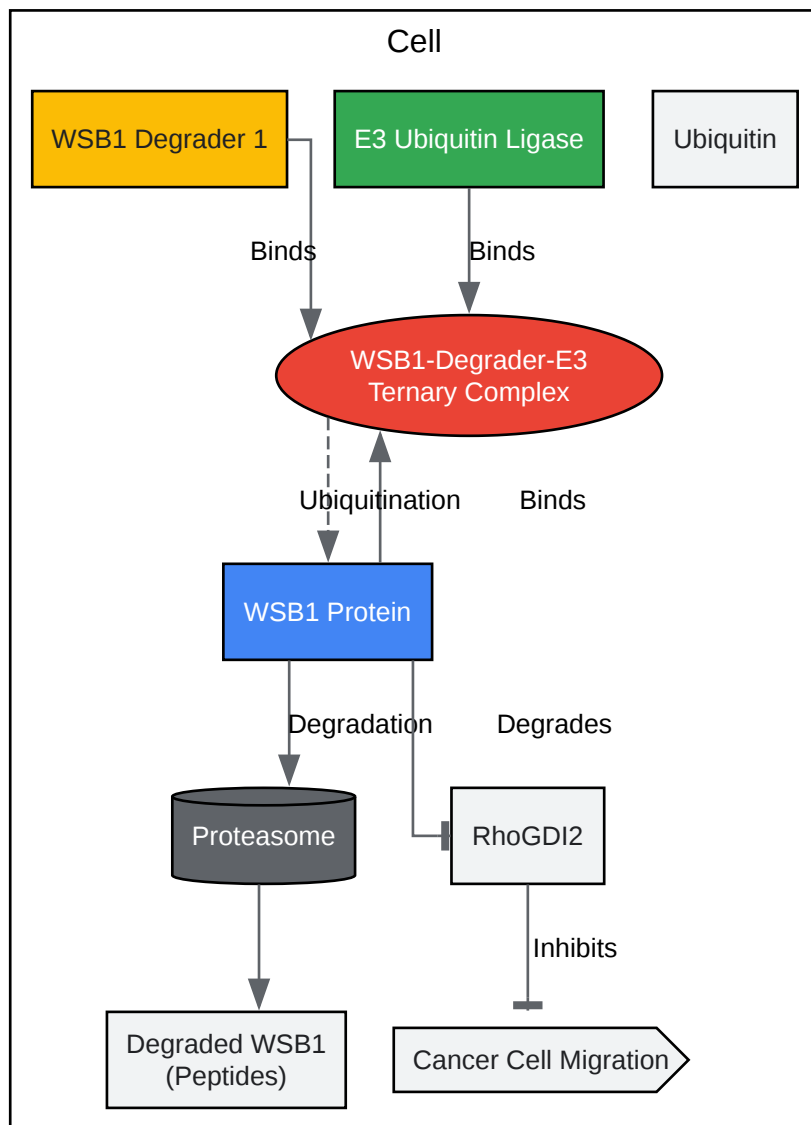 Cell
WSB1 Degrader 1
E3 Ubiquitin Ligase
Ubiquitin
Binds
Binds
WSB1-Degrader-E3
Ternary Complex
Ubiquitination
Binds
WSB1 Protein
Degradation
Degrades
Proteasome
RhoGDI2
Inhibits
Degraded WSB1
(Peptides)
Cancer Cell Migration